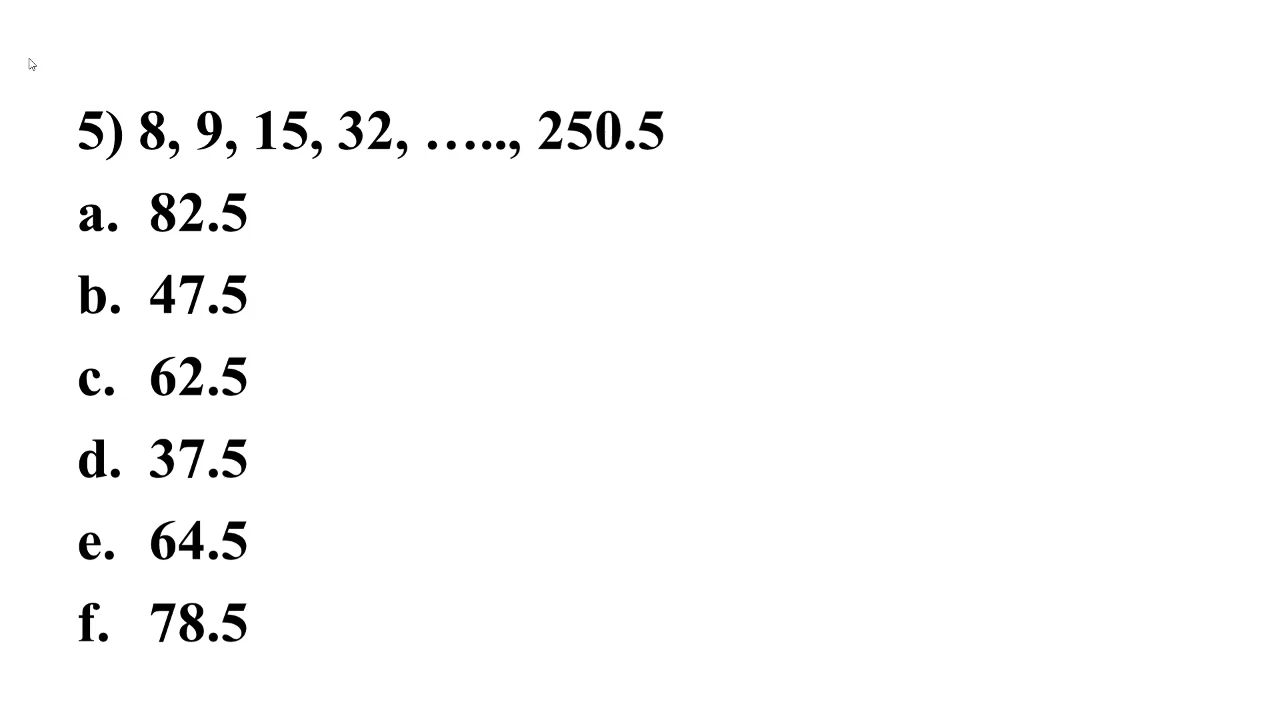 5) 8, 9, 15, 32, ….., 250.5
a. 82.5
b. 47.5
c. 62.5
d. 37.5
e. 64.5
f. 78.5